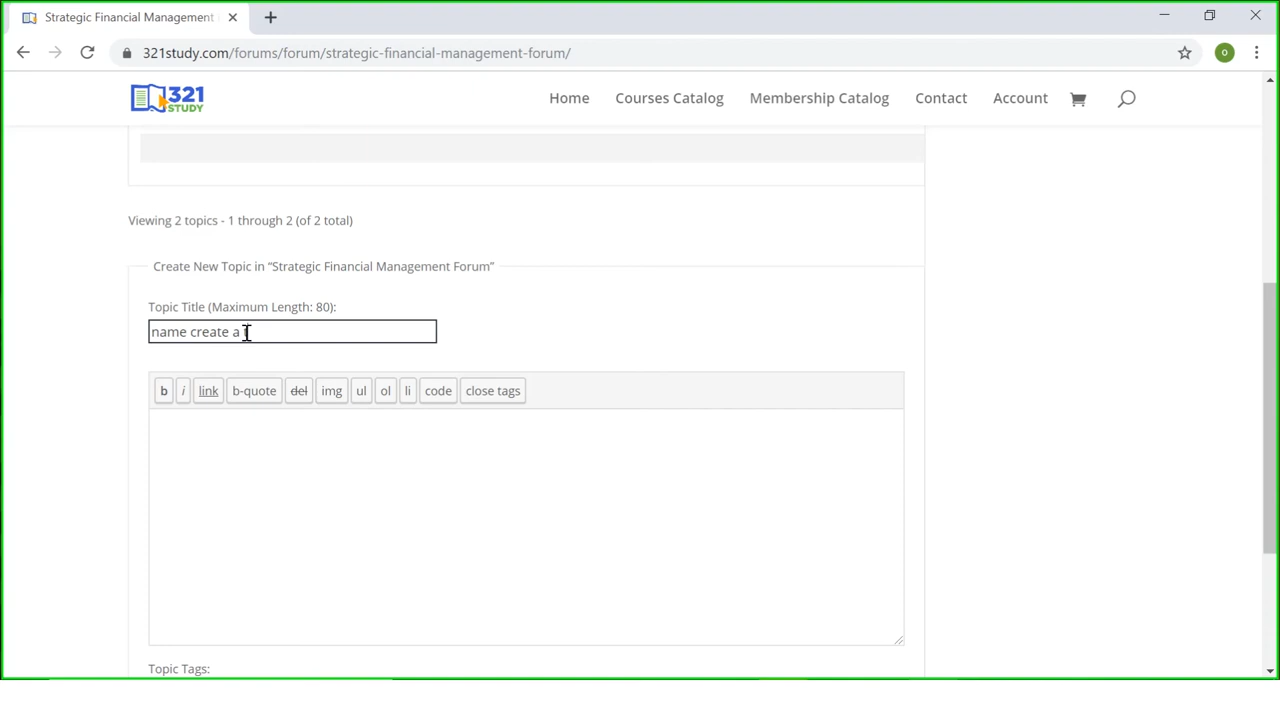 Strategic Financial Management
321study.com/forums/forum/strategic-financial-management-forum/
o
321 STUDY
Home Courses Catalog Membership Catalog Contact Account
Viewing 2 topics - 1 through 2 (of 2 total)
Create New Topic in “Strategic Financial Management Forum”
Topic Title (Maximum Length: 80):
name create a t
b i link b-quote del img ul ol li code close tags
Topic Tags: